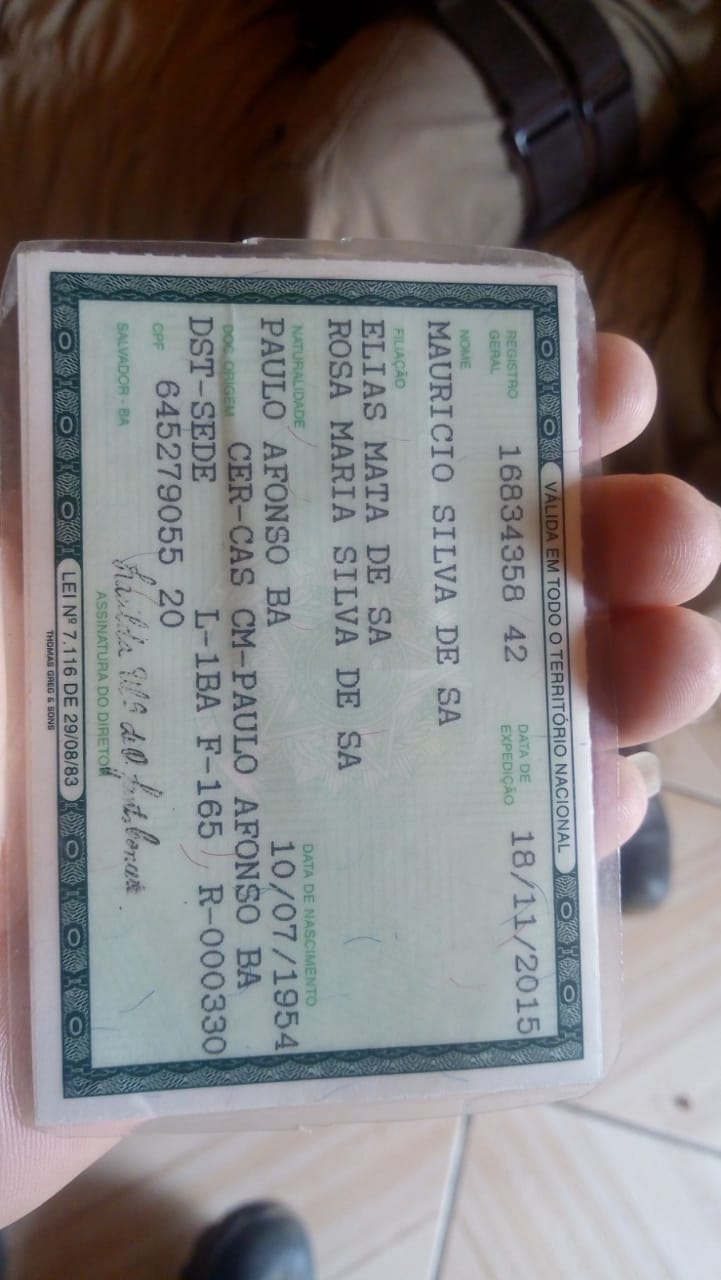 VÁLIDA EM TODO O TERRITÓRIO NACIONAL
REGISTRO GERAL 16834358 42 DATA DE EXPEDIÇÃO 18/11/2015
NOME
MAURICIO SILVA DE SA
FILIAÇÃO
ELIAS MATA DE SA
ROSA MARIA SILVA DE SA
NATURALIDADE DATA DE NASCIMENTO
PAULO AFONSO BA 10/07/1954
DOC. ORIGEM CER-CAS CM-PAULO AFONSO BA
DST-SEDE L-1BA F-165 R-000330
CPF 645279055 20
SALVADOR - BA
ASSINATURA DO DIRETOR
LEI Nº 7.116 DE 29/08/83
THOMAS GREG & SONS